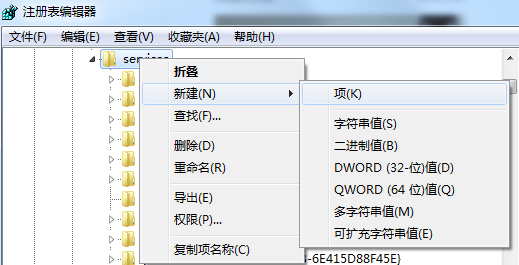 注册表编辑器
文件(F) 编辑(E) 查看(V) 收藏夹(A) 帮助(H)
services
折叠
新建(N)
查找(F)...
删除(D)
重命名(R)
导出(E)
权限(P)...
复制项名称(C)
项(K)
字符串值(S)
二进制值(B)
DWORD (32-位)值(D)
QWORD (64 位)值(Q)
多字符串值(M)
可扩充字符串值(E)
-6E415D88F45E}